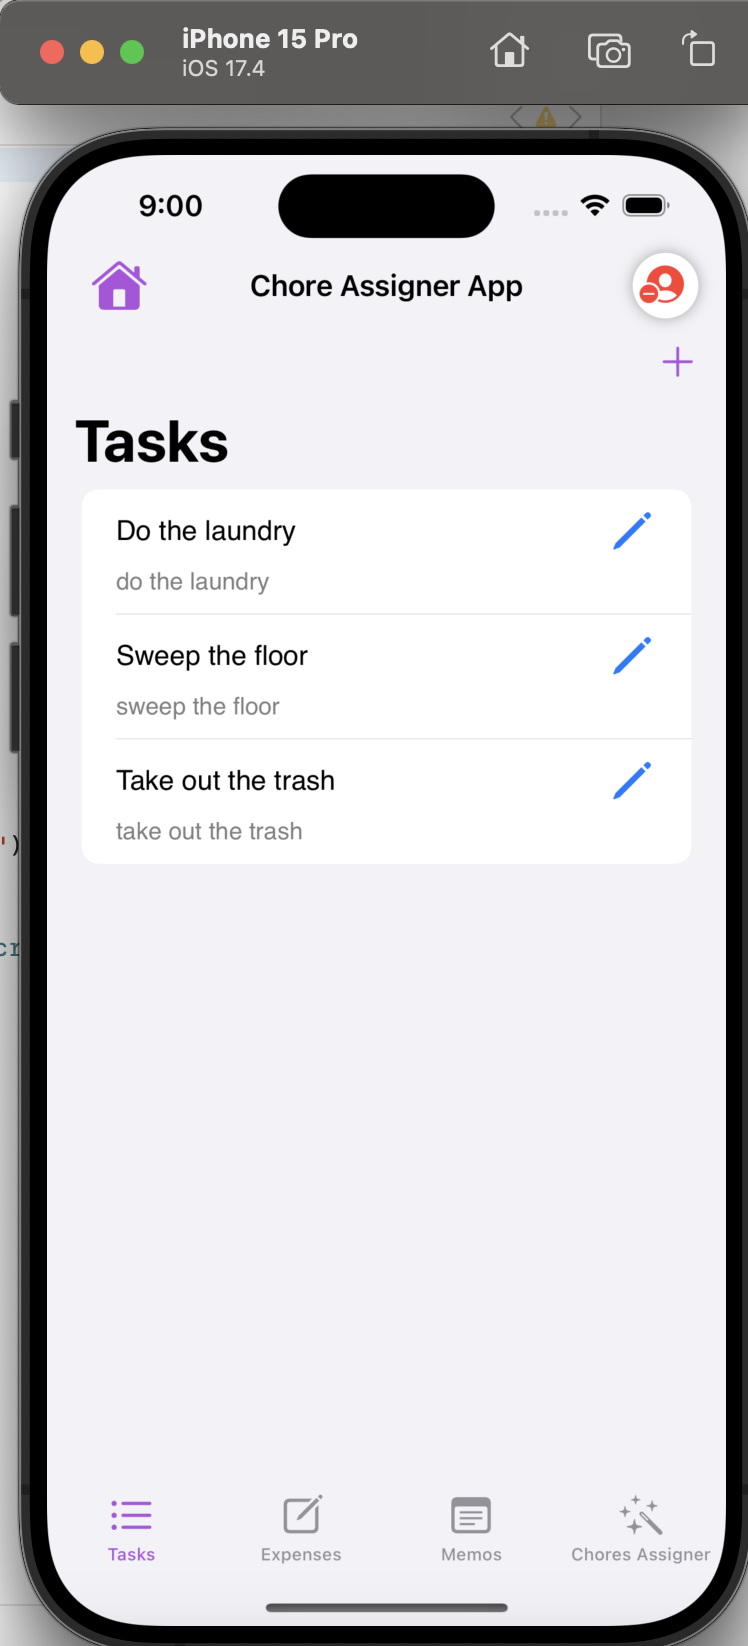 iPhone 15 Pro
iOS 17.4
9:00
Chore Assigner App
Tasks
Do the laundry
do the laundry
Sweep the floor
sweep the floor
Take out the trash
take out the trash
')
cr
Tasks
Expenses
Memos
Chores Assigner